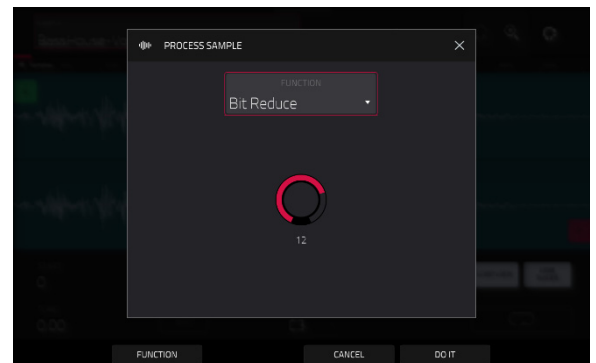 PROCESS SAMPLE
FUNCTION
Bit Reduce
12
FUNCTION
CANCEL
DO IT